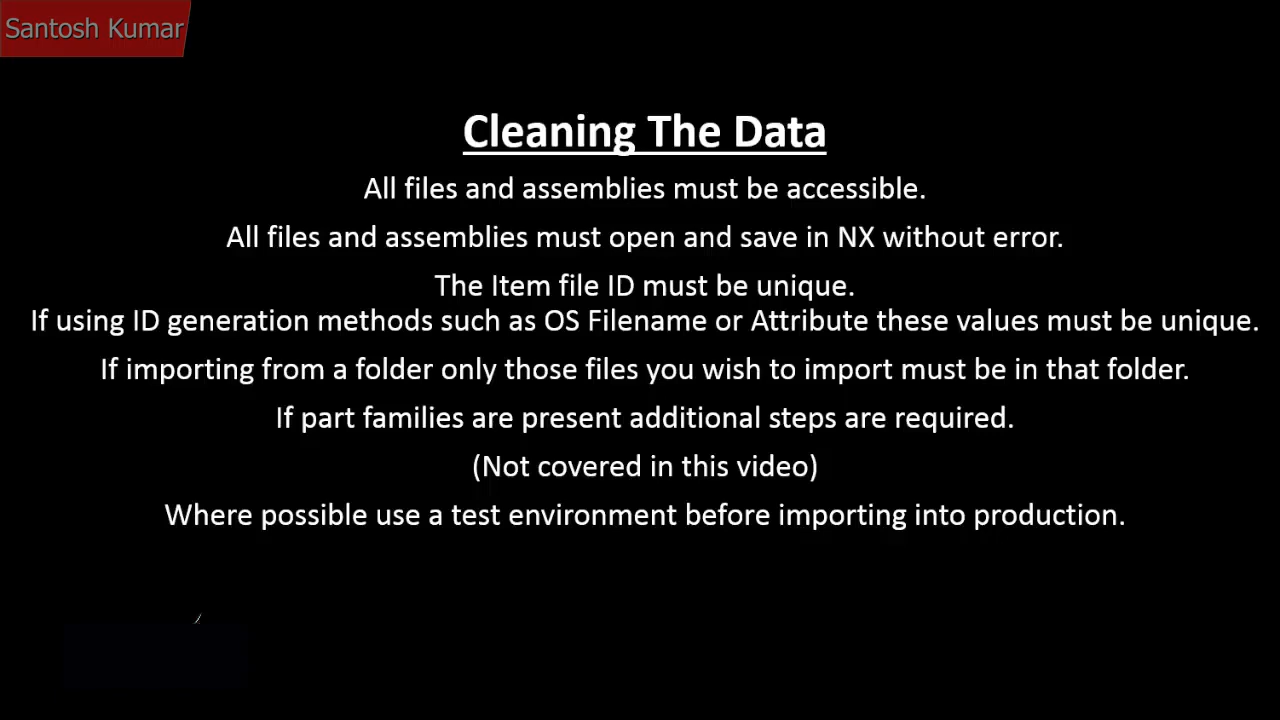 Santosh Kumar
Cleaning The Data
All files and assemblies must be accessible.
All files and assemblies must open and save in NX without error.
The Item file ID must be unique.
If using ID generation methods such as OS Filename or Attribute these values must be unique.
If importing from a folder only those files you wish to import must be in that folder.
If part families are present additional steps are required.
(Not covered in this video)
Where possible use a test environment before importing into production.